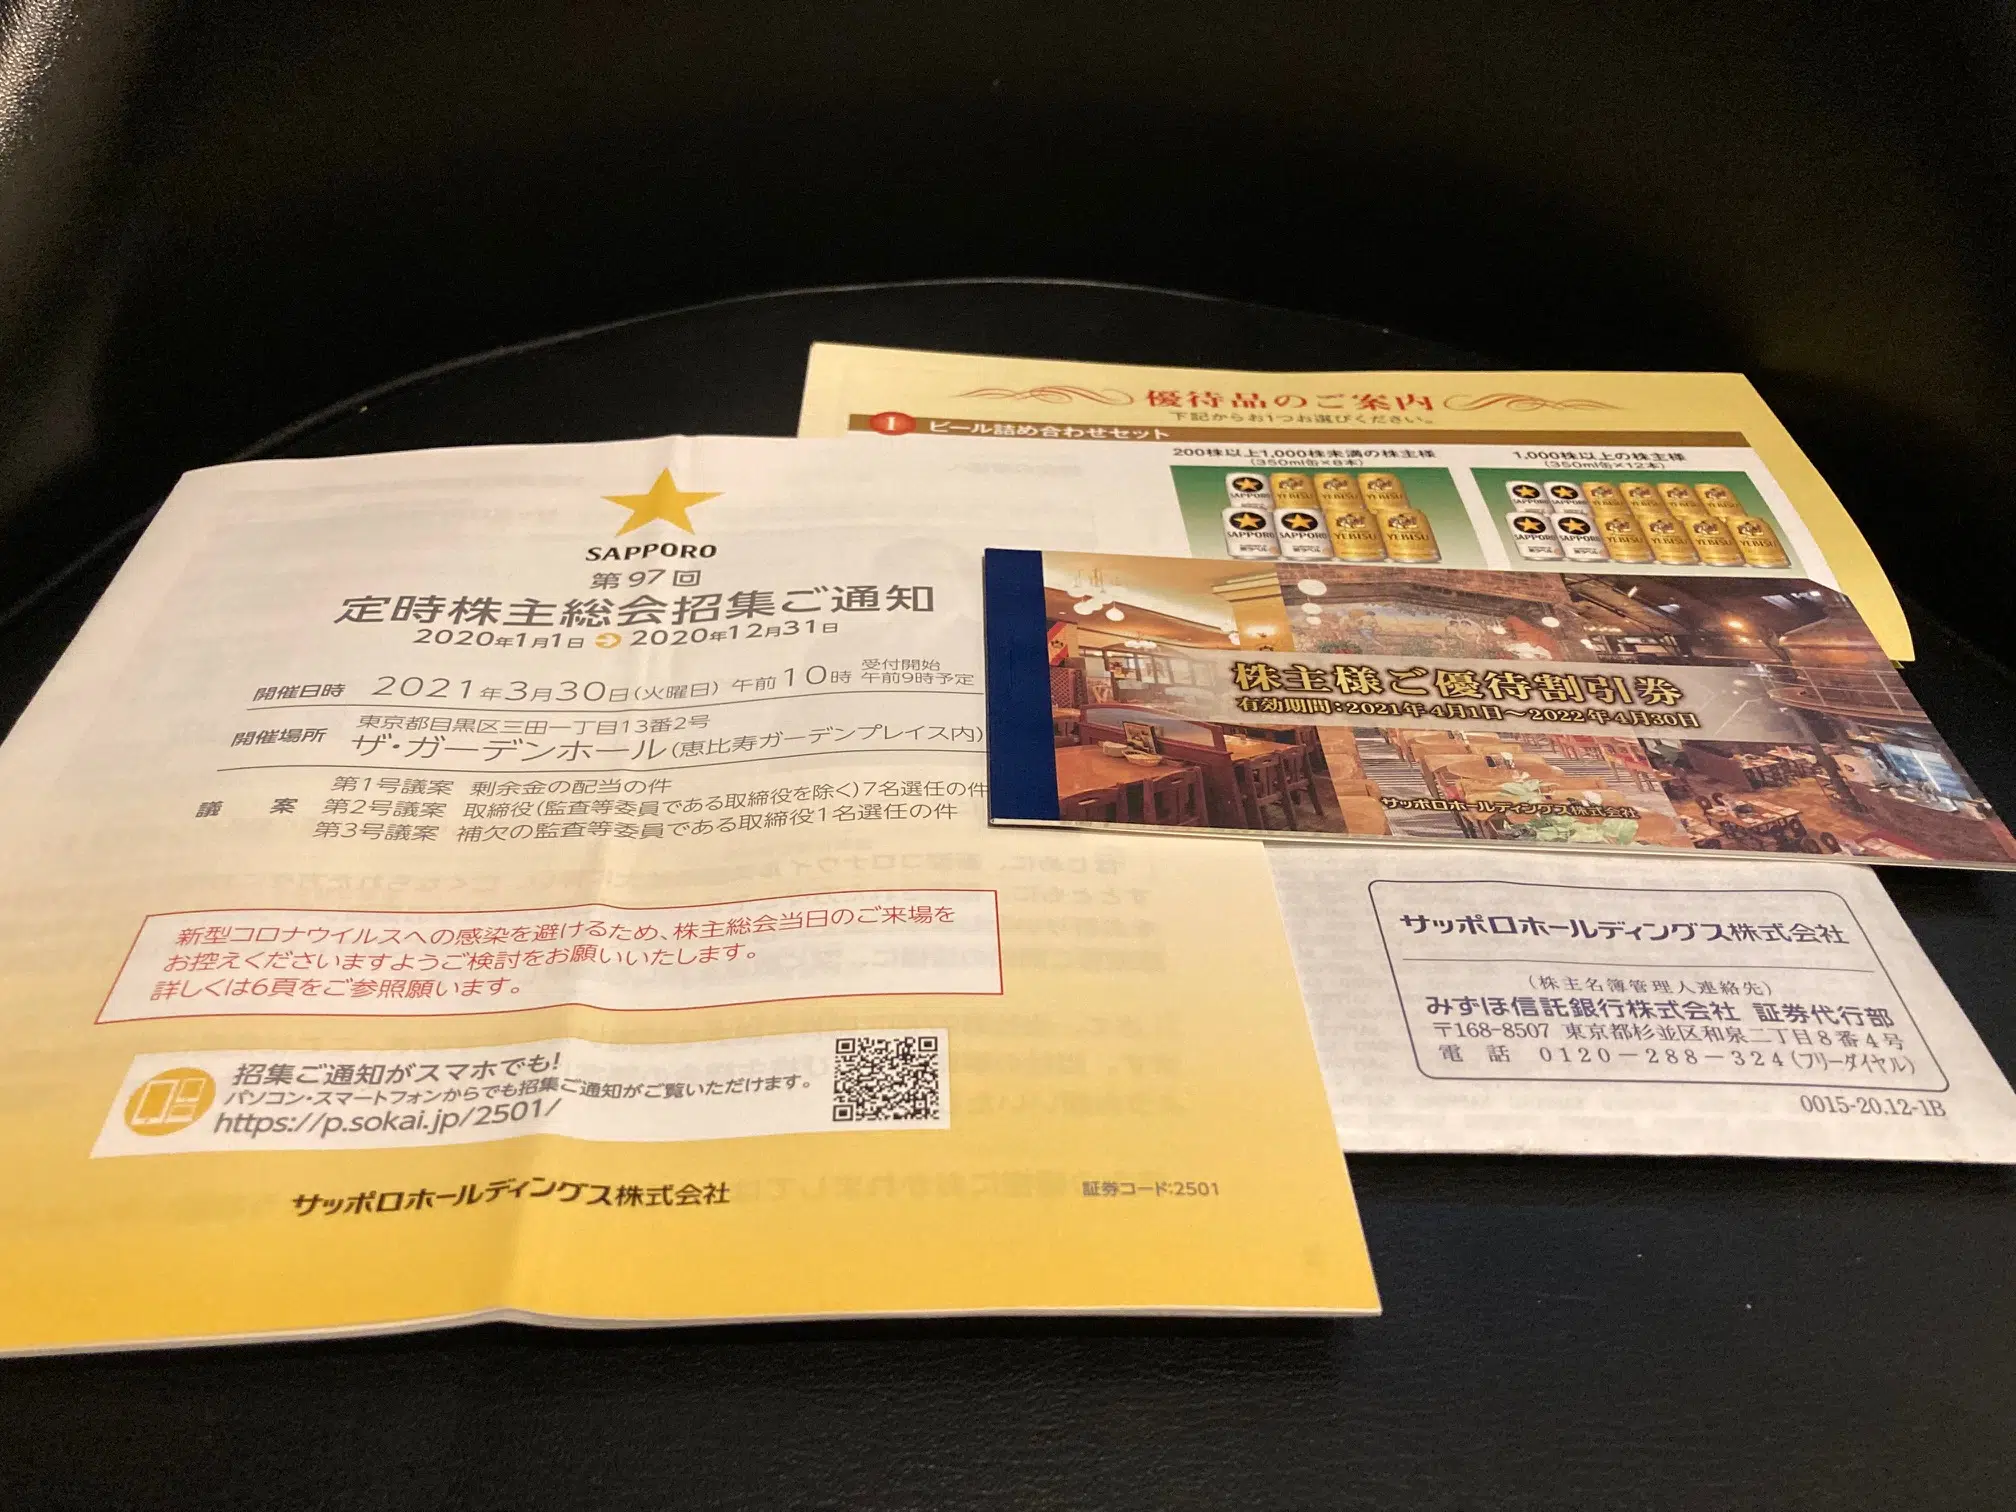 SAPPORO
第97回
定時株主総会招集ご通知
2020年1月1日 2020年12月31日
開催日時 2021年3月30日(火曜日) 午前10時 受付開始 午前9時予定
開催場所 東京都目黒区三田一丁目13番2号
ザ・ガーデンホール(恵比寿ガーデンプレイス内)
議案 第1号議案 剰余金の配当の件
第2号議案 取締役(監査等委員である取締役を除く)7名選任の件
第3号議案 補欠の監査等委員である取締役1名選任の件
新型コロナウイルスへの感染を避けるため、株主総会当日のご来場を
お控えくださいますようご検討をお願いいたします。
詳しくは6頁をご参照願います。
招集ご通知がスマホでも!
パソコン・スマートフォンからでも招集ご通知がご覧いただけます。
https://p.sokai.jp/2501/
サッポロホールディングス株式会社
証券コード:2501
優待品のご案内
下記からお1つお選びください。
1 ビール詰め合わせセット
200株以上1,000株未満の株主様
(350ml缶×8本)
1,000株以上の株主様
(350ml缶×12本)
SAPPORO YEBISU YEBISU YEBISU
SAPPORO SAPPORO YEBISU YEBISU
SAPPORO SAPPORO YEBISU YEBISU YEBISU YEBISU
SAPPORO SAPPORO YEBISU YEBISU YEBISU YEBISU
株主様ご優待割引券
有効期間:2021年4月1日～2022年4月30日
サッポロホールディングス株式会社
サッポロホールディングス株式会社
(株主名簿管理人連絡先)
みずほ信託銀行株式会社 証券代行部
〒168-8507 東京都杉並区和泉二丁目8番4号
電話 0120-288-324(フリーダイヤル)
0015-20.12-1B